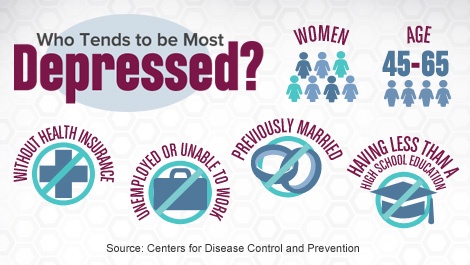 Who Tends to be Most
Depressed?
WOMEN
AGE
45-65
WITHOUT HEALTH INSURANCE
UNEMPLOYED OR UNABLE TO WORK
PREVIOUSLY MARRIED
HAVING LESS THAN A
HIGH SCHOOL EDUCATION
Source: Centers for Disease Control and Prevention